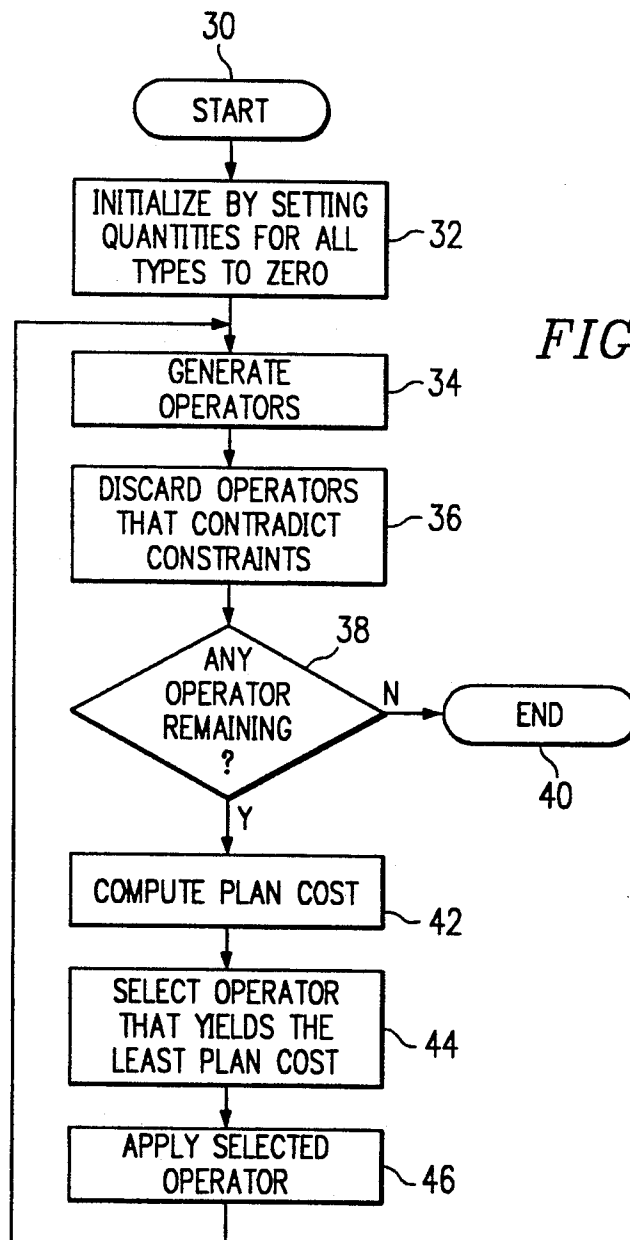 30
START
INITIALIZE BY SETTING
QUANTITIES FOR ALL
TYPES TO ZERO
32
FIG
GENERATE
OPERATORS
34
DISCARD OPERATORS
THAT CONTRADICT
CONSTRAINTS
36
38
ANY
OPERATOR
REMAINING
?
N
END
40
Y
COMPUTE PLAN COST
42
SELECT OPERATOR
THAT YIELDS THE
LEAST PLAN COST
44
APPLY SELECTED
OPERATOR
46